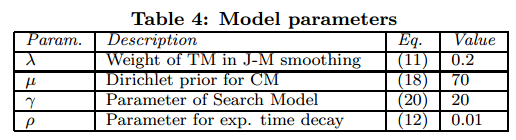 Table 4: Model parameters
Param. Description Eq. Value
λ Weight of TM in J-M smoothing (11) 0.2
μ Dirichlet prior for CM (18) 70
γ Parameter of Search Model (20) 20
ρ Parameter for exp. time decay (12) 0.01